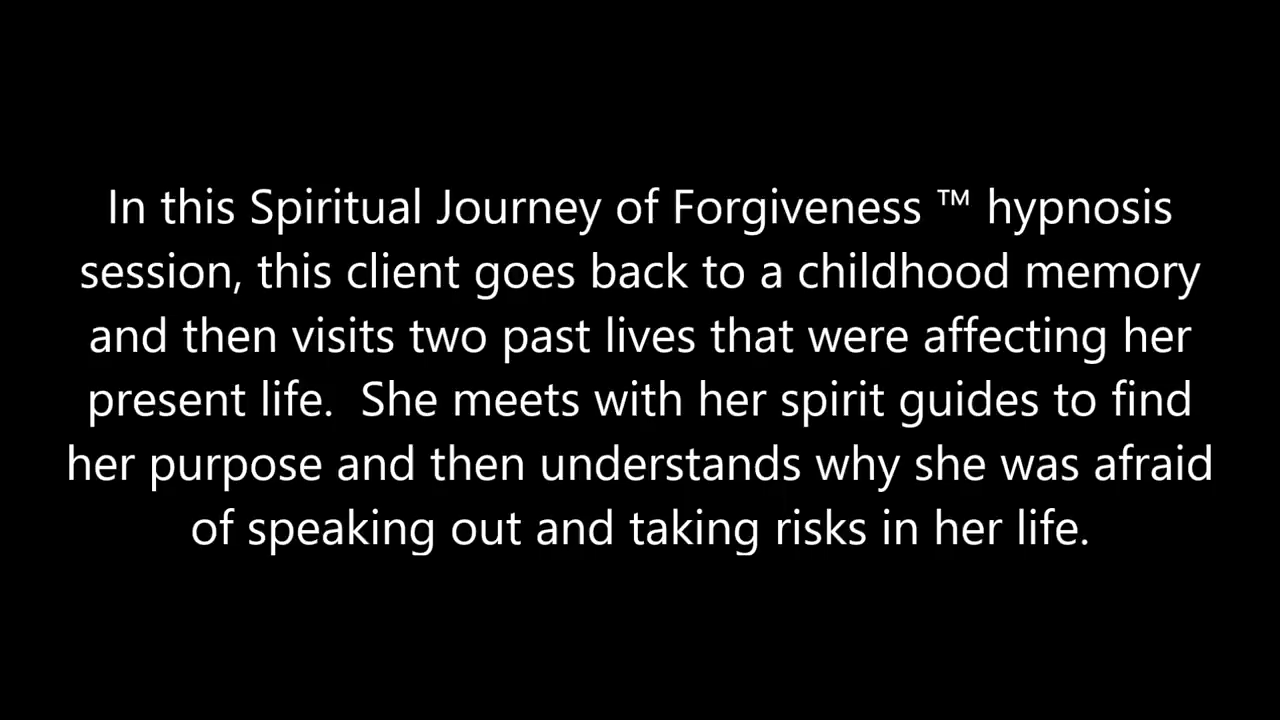 In this Spiritual Journey of Forgiveness ™ hypnosis
session, this client goes back to a childhood memory
and then visits two past lives that were affecting her
present life.  She meets with her spirit guides to find
her purpose and then understands why she was afraid
of speaking out and taking risks in her life.